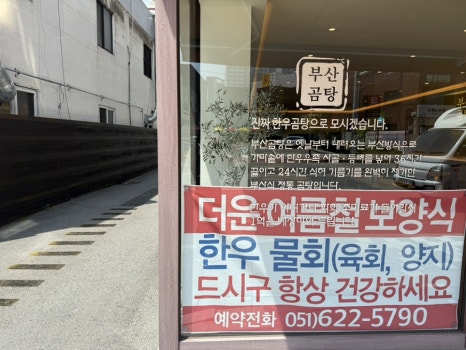 부산
곰탕
진짜 한우곰탕으로 모시겠습니다.
부산곰탕은 옛날부터 내려오는 부산방식으로
가마솥에 한우우족 사골·등뼈를 넣어 36시간
끓이고 24시간 식혀 기름기를 완벽히 제거한
부산식 전통 곰탕입니다.
더운 여름철 보양식
한우 물회(육회, 양지)
드시구 항상 건강하세요
예약전화 051)622-5790